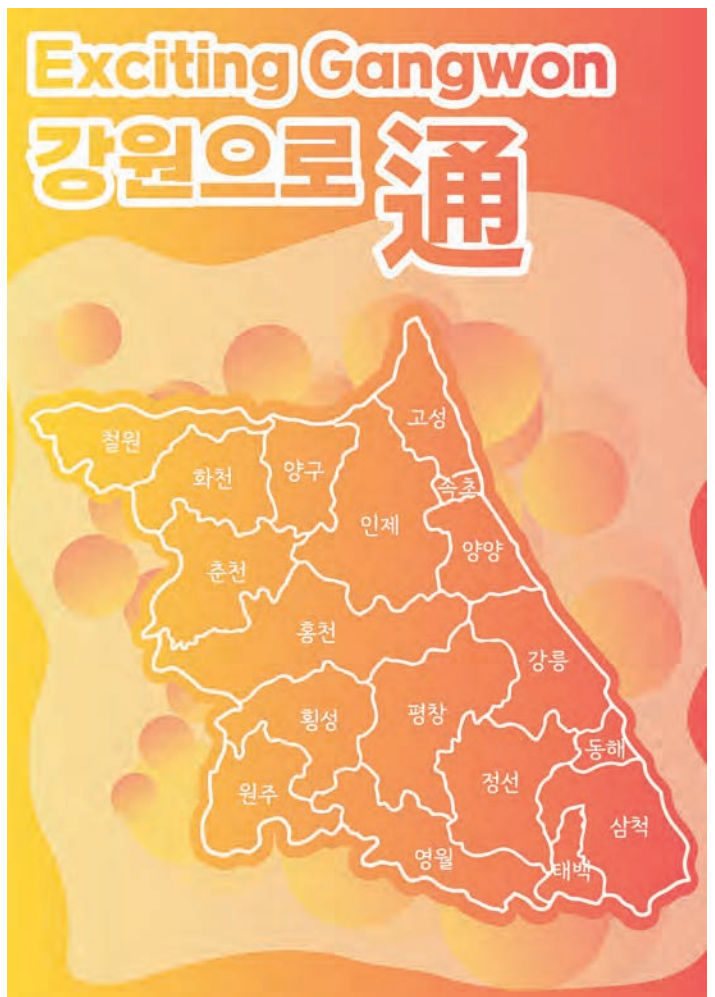 Exciting Gangwon
강원으로 通
고성
철원
화천
양구
속초
인제
양양
춘천
홍천
강릉
횡성
평창
동해
원주
정선
삼척
영월
태백